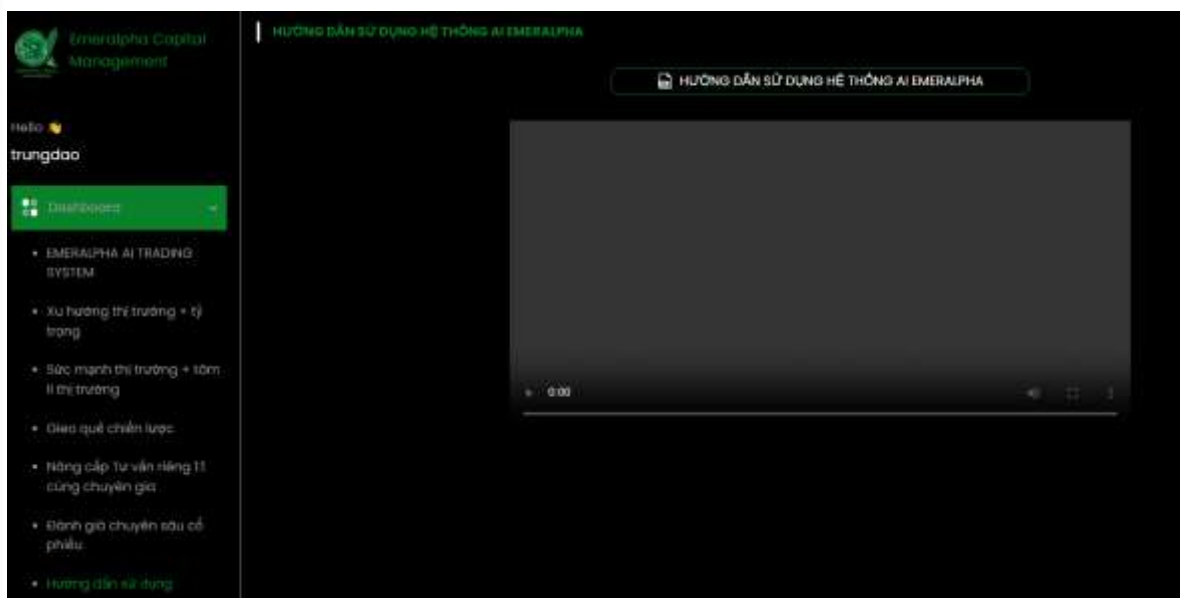 Emeralpha Capital
Management
Hello 👋
trungdao
Dashboard
EMERALPHA AI TRADING
SYSTEM
Xu hướng thị trường + tỷ
trọng
Sức mạnh thị trường + tâm
lí thị trường
Gieo quẻ chiến lược
Nâng cấp Tư vấn riêng 1:1
cùng chuyên gia
Đánh giá chuyên sâu cổ
phiếu
Hướng dẫn sử dụng
HƯỚNG DẪN SỬ DỤNG HỆ THỐNG AI EMERALPHA
HƯỚNG DẪN SỬ DỤNG HỆ THỐNG AI EMERALPHA
0:00